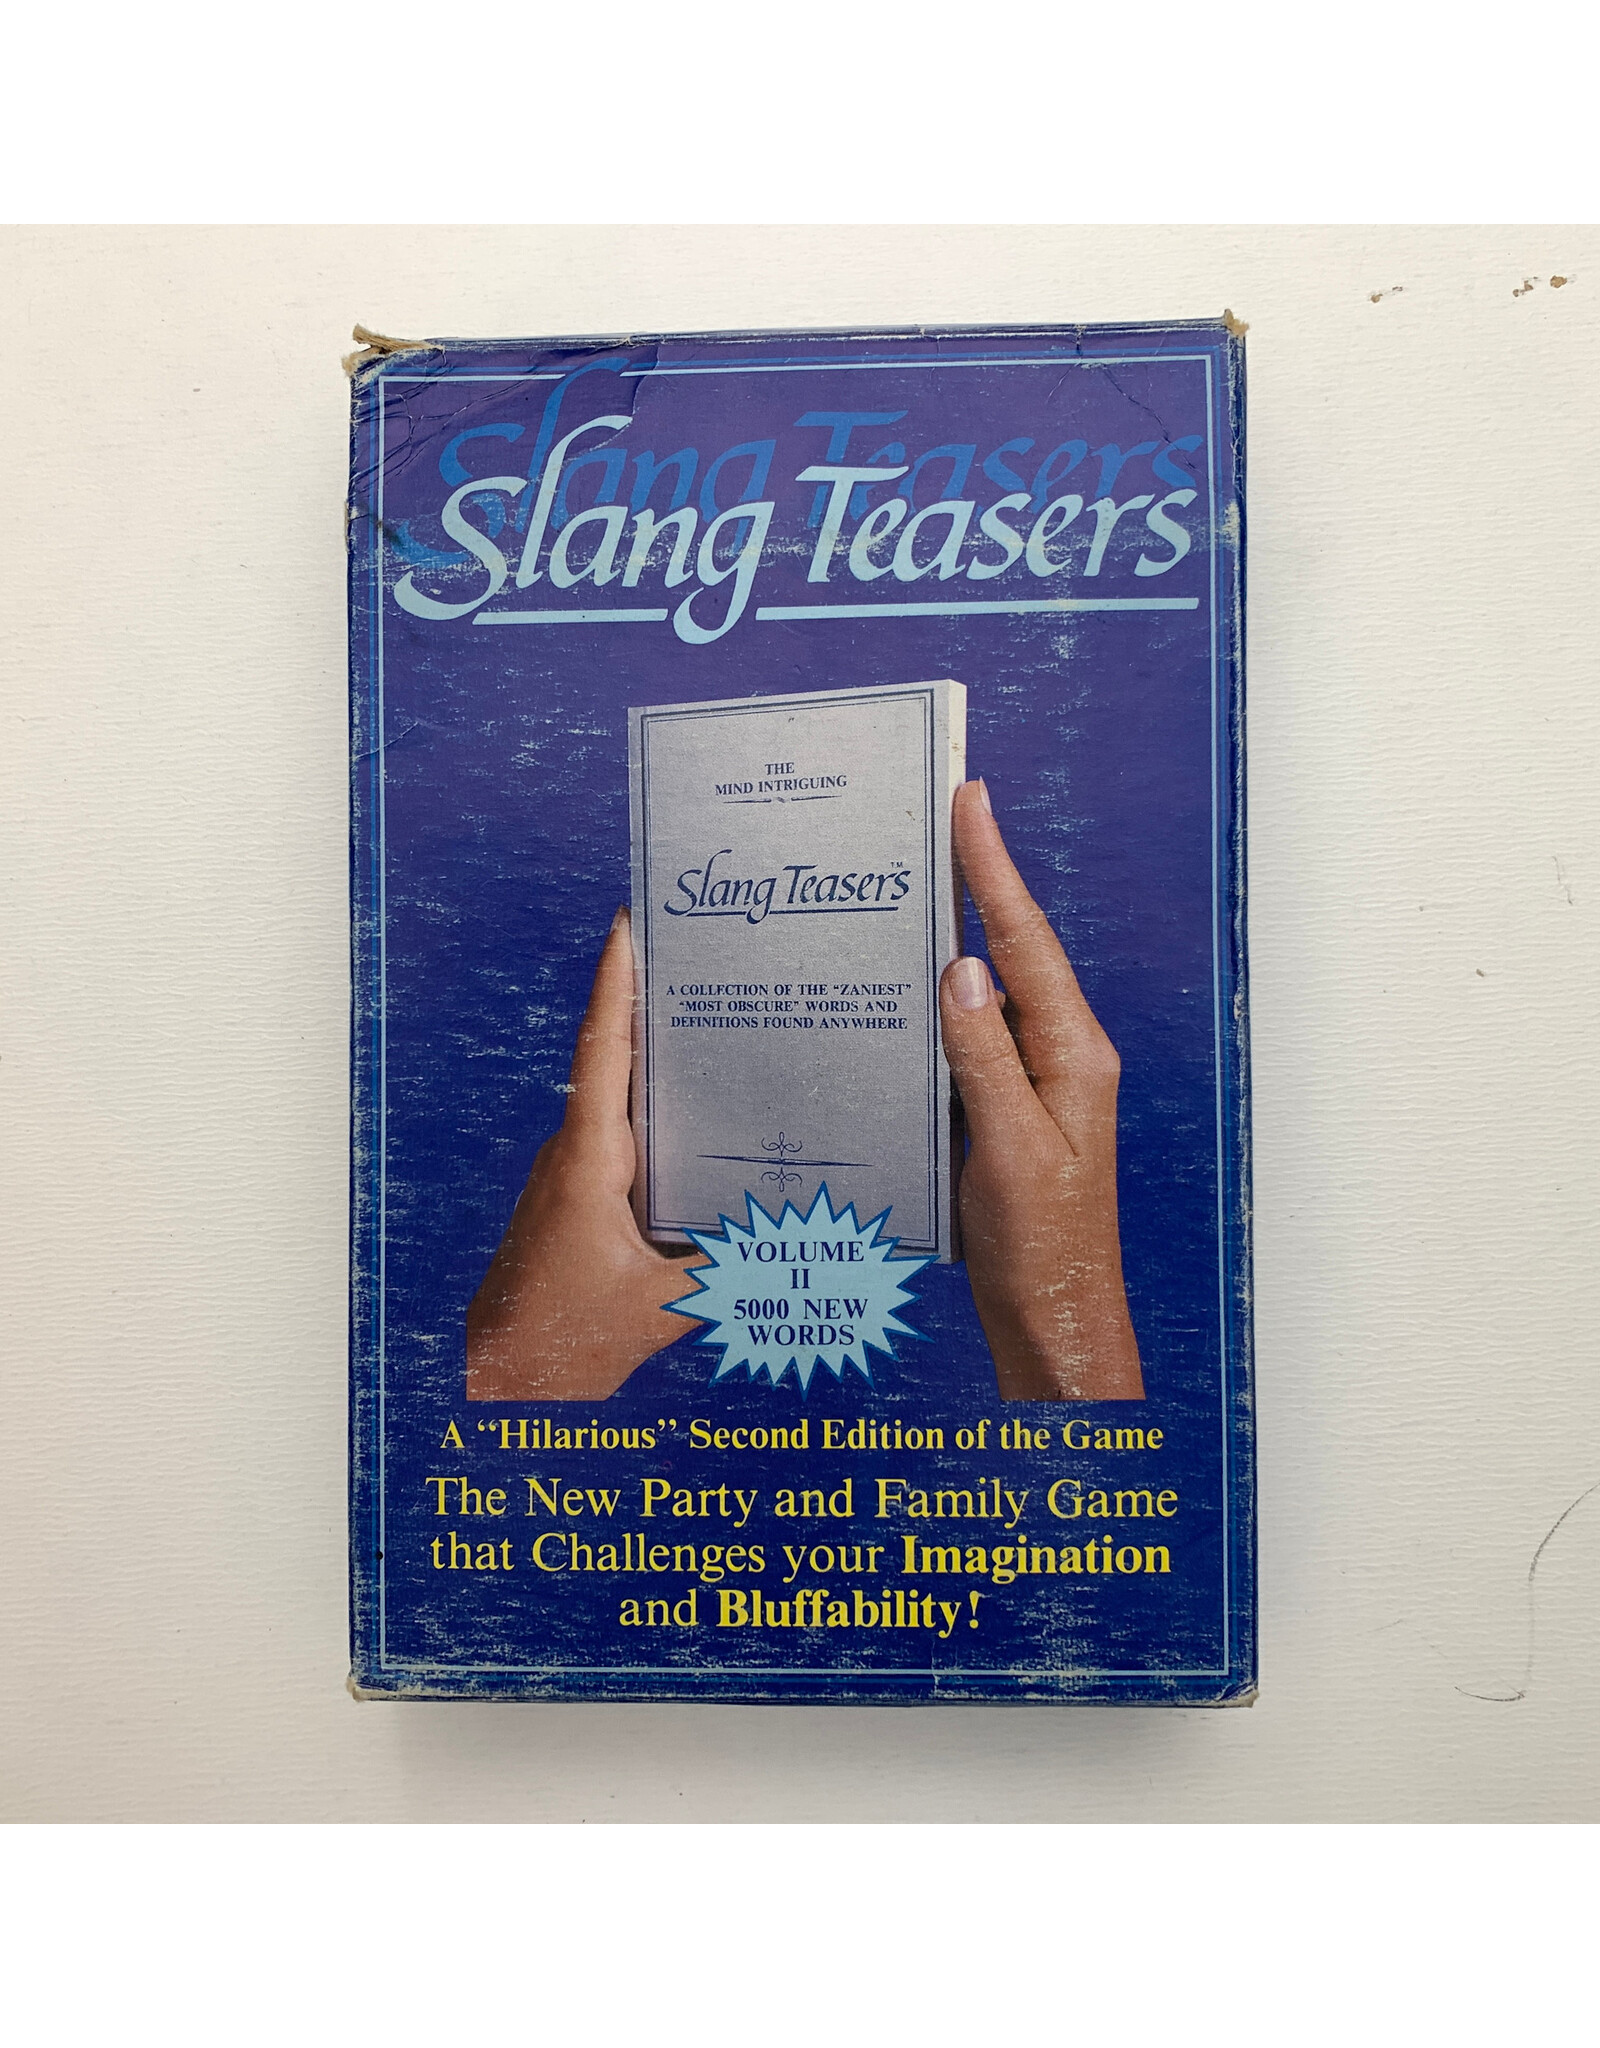 Slang Teasers
Slang Teasers
THE
MIND INTRIGUING
Slang Teasers™
A COLLECTION OF THE "ZANIEST"
"MOST OBSCURE" WORDS AND
DEFINITIONS FOUND ANYWHERE
VOLUME
II
5000 NEW
WORDS
A "Hilarious" Second Edition of the Game
The New Party and Family Game
that Challenges your Imagination
and Bluffability!